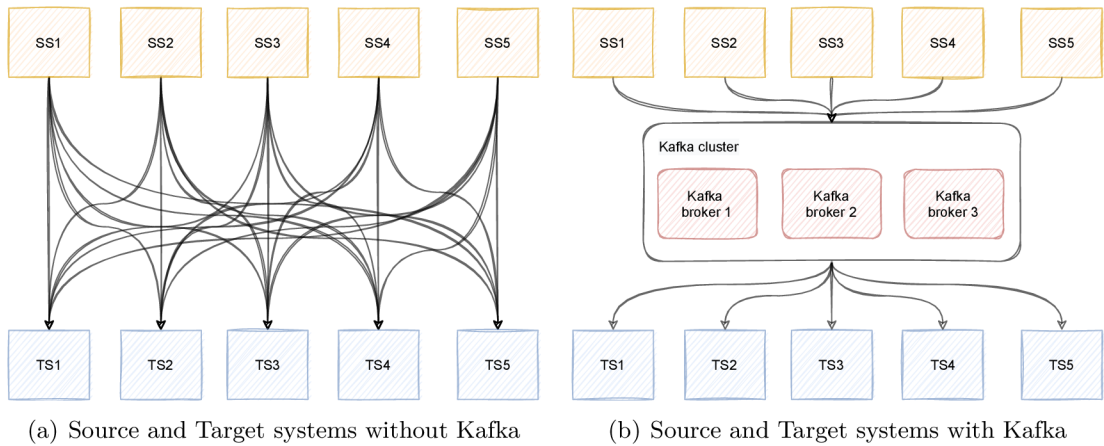 SS1 SS2 SS3 SS4 SS5
TS1 TS2 TS3 TS4 TS5
(a) Source and Target systems without Kafka
SS1 SS2 SS3 SS4 SS5
Kafka cluster
Kafka
broker 1
Kafka
broker 2
Kafka
broker 3
TS1 TS2 TS3 TS4 TS5
(b) Source and Target systems with Kafka